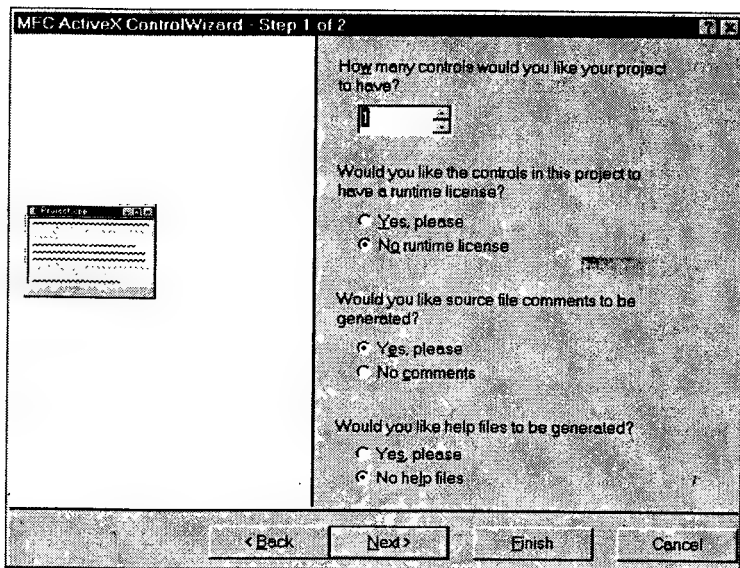 MFC ActiveX ControlWizard - Step 1 of 2
How many controls would you like your project
to have?
1
Would you like the controls in this project to
have a runtime license?
Yes, please
No runtime license
Would you like source file comments to be
generated?
Yes, please
No comments
Would you like help files to be generated?
Yes, please
No help files
< Back
Next >
Finish
Cancel